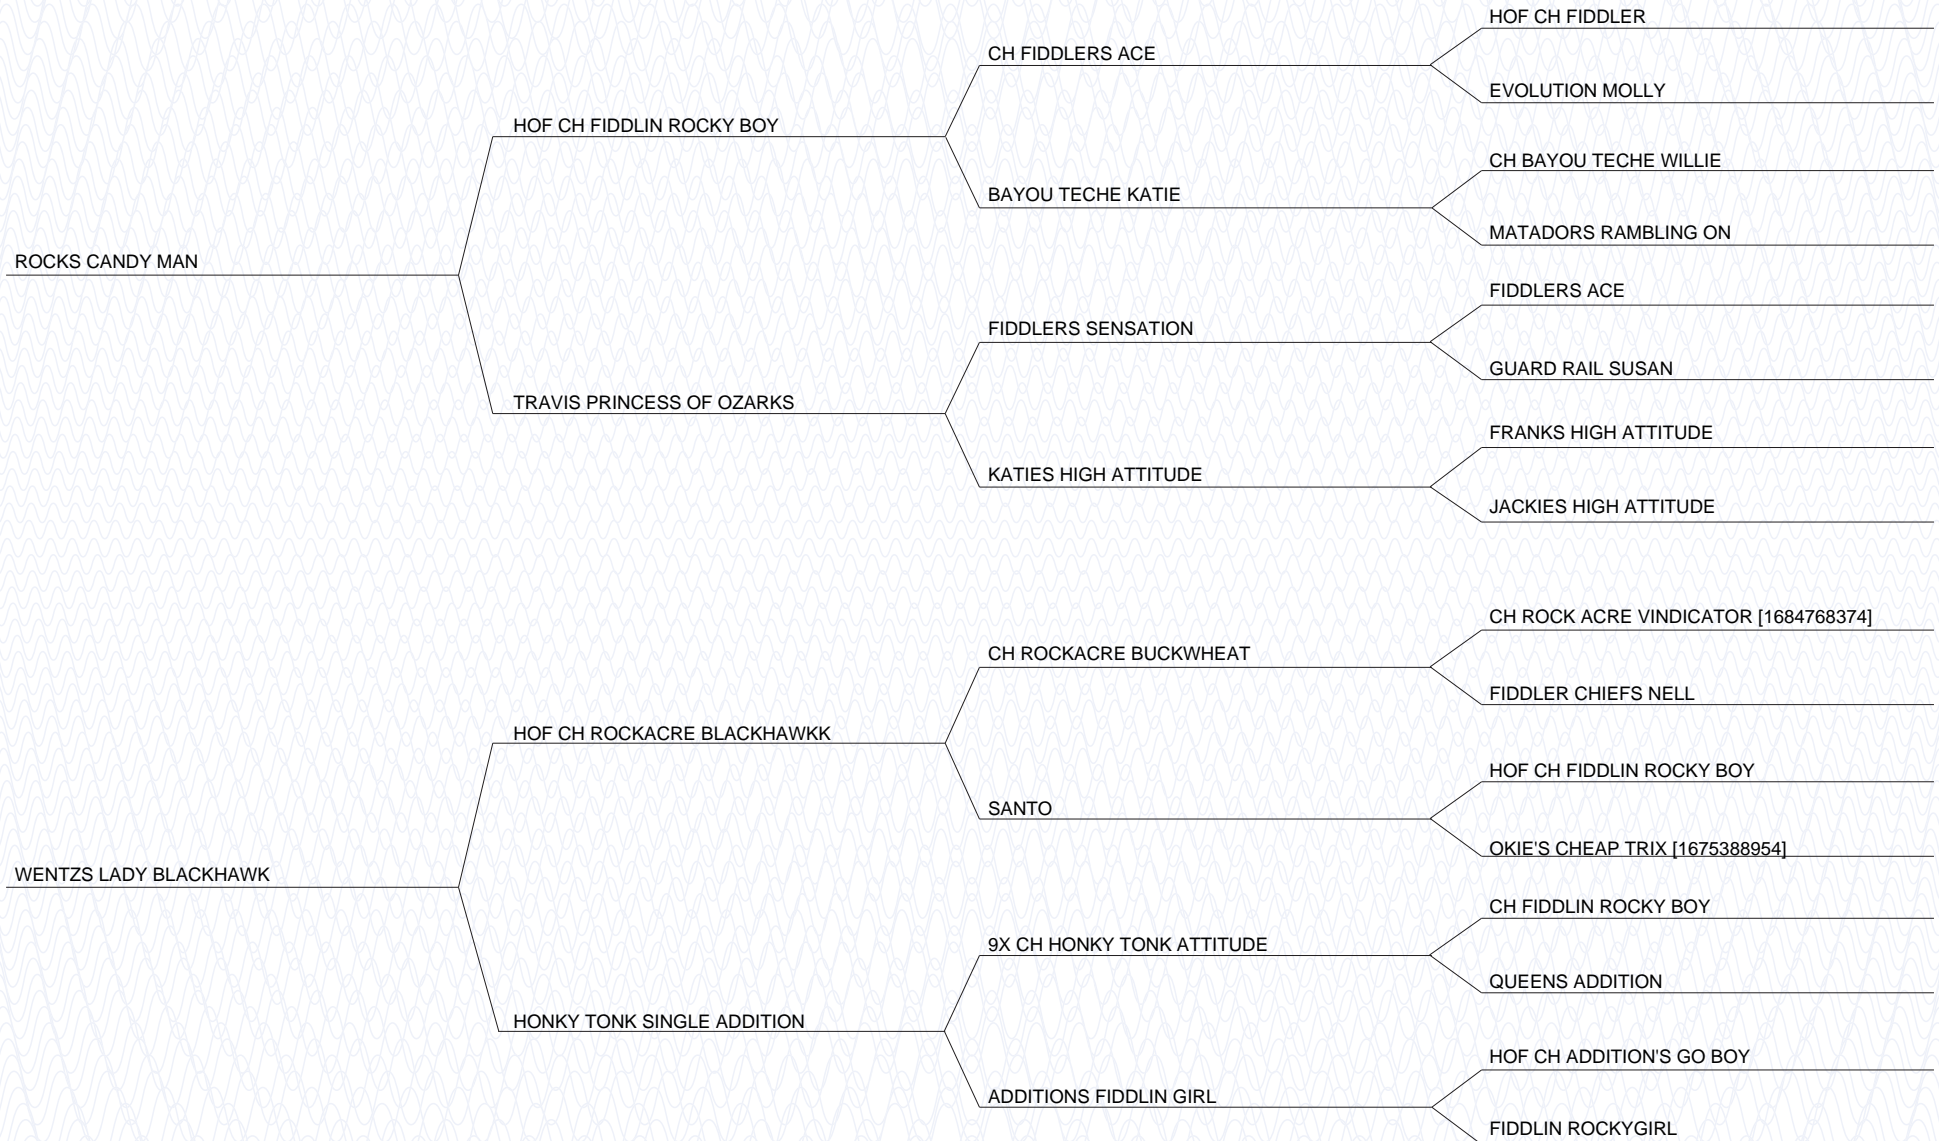 HOF CH FIDDLER
CH FIDDLERS ACE
EVOLUTION MOLLY
HOF CH FIDDLIN ROCKY BOY
CH BAYOU TECHE WILLIE
BAYOU TECHE KATIE
MATADORS RAMBLING ON
ROCKS CANDY MAN
FIDDLERS ACE
FIDDLERS SENSATION
GUARD RAIL SUSAN
TRAVIS PRINCESS OF OZARKS
FRANKS HIGH ATTITUDE
KATIES HIGH ATTITUDE
JACKIES HIGH ATTITUDE
CH ROCK ACRE VINDICATOR [1684768374]
CH ROCKACRE BUCKWHEAT
FIDDLER CHIEFS NELL
HOF CH ROCKACRE BLACKHAWKK
HOF CH FIDDLIN ROCKY BOY
SANTO
OKIE'S CHEAP TRIX [1675388954]
WENTZS LADY BLACKHAWK
CH FIDDLIN ROCKY BOY
9X CH HONKY TONK ATTITUDE
QUEENS ADDITION
HONKY TONK SINGLE ADDITION
HOF CH ADDITION'S GO BOY
ADDITIONS FIDDLIN GIRL
FIDDLIN ROCKYGIRL